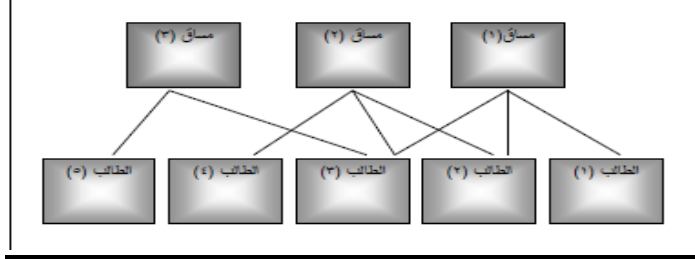 مساق(١)
مساق (٢)
مساق (٣)
الطالب (١)
الطالب (٢)
الطالب (٣)
الطالب (٤)
الطالب (٥)